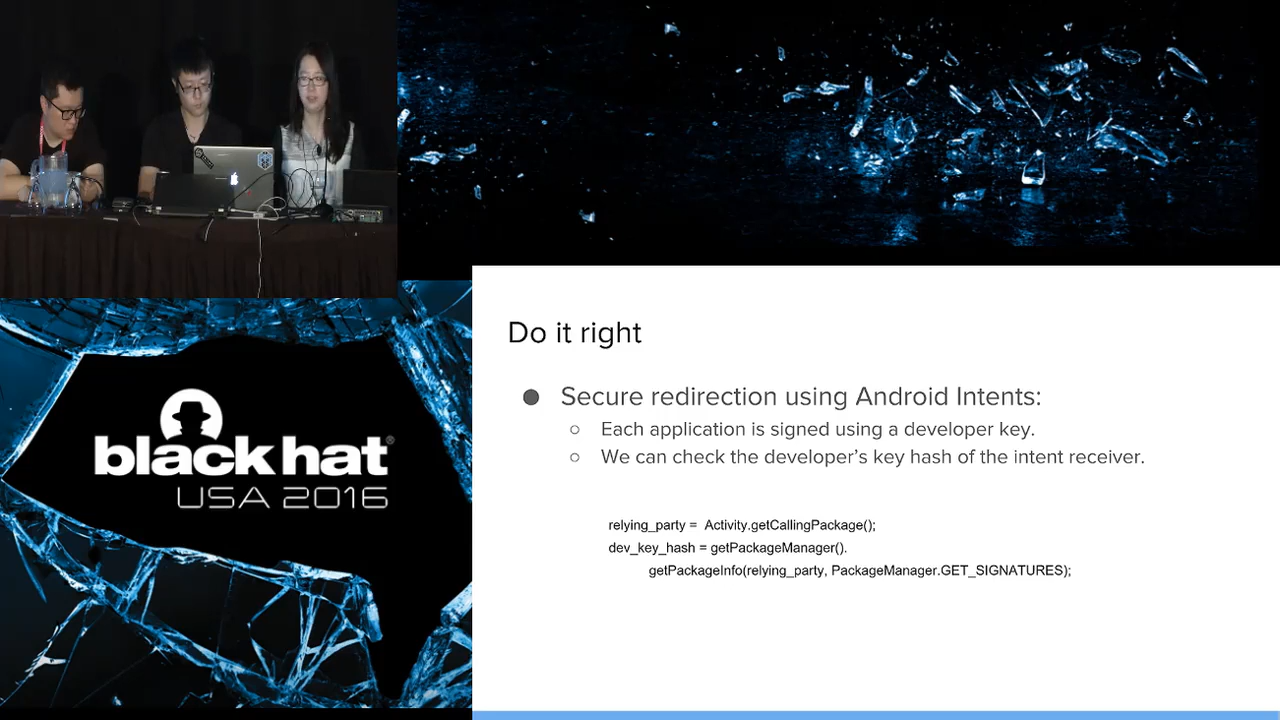 black hat®
USA 2016
Do it right
● Secure redirection using Android Intents:
○ Each application is signed using a developer key.
○ We can check the developer’s key hash of the intent receiver.
relying_party = Activity.getCallingPackage();
dev_key_hash = getPackageManager().
getPackageInfo(relying_party, PackageManager.GET_SIGNATURES);